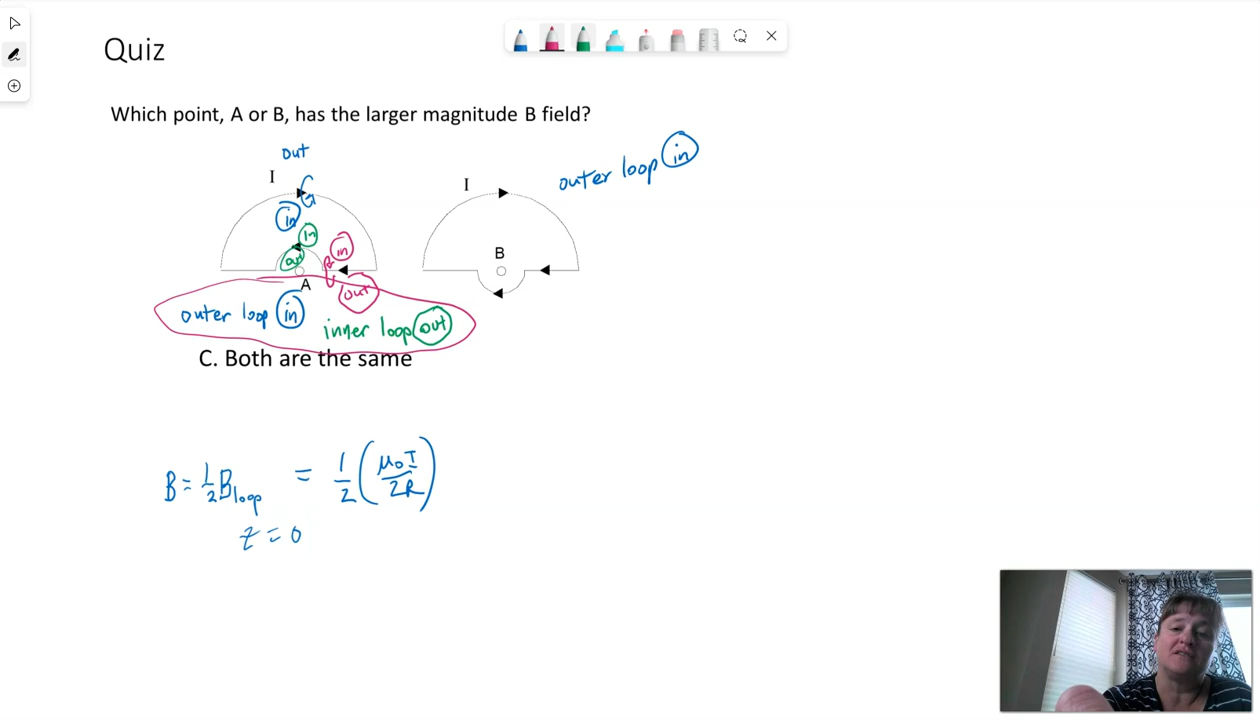 Quiz
Which point, A or B, has the larger magnitude B field?
out
I
in
in
out
in
A
out
outer loop in
inner loop out
I
B
outer loop in
C. Both are the same
B = 1/2 B loop = 1/2 (μ₀I/2R)
z = 0